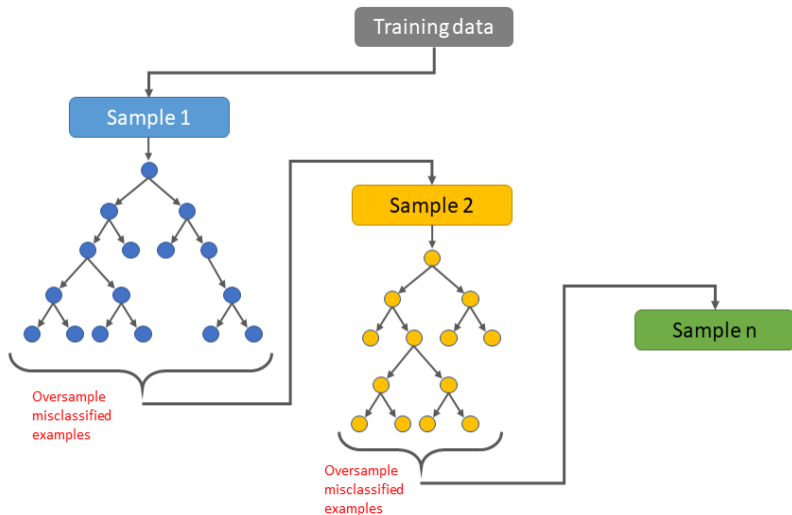 Training data
Sample 1
Sample 2
Sample n
Oversample
misclassified
examples
Oversample
misclassified
examples